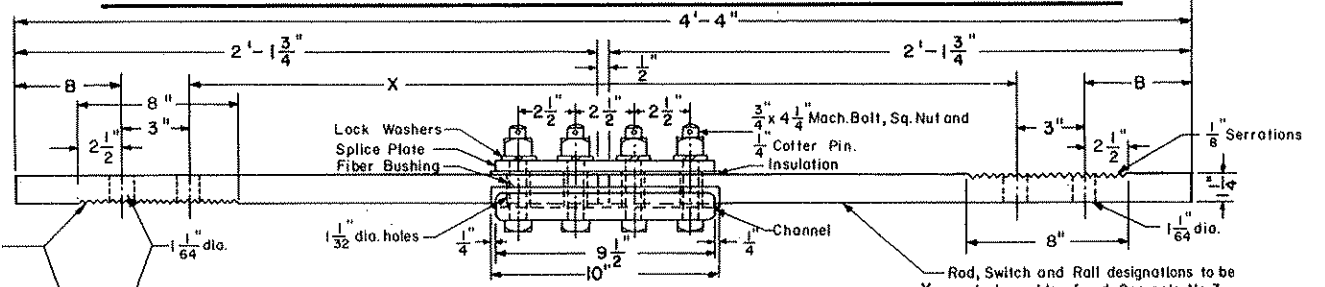 4'-4"
2'-1 3/4" 2'-1 3/4"
1/2"
B X B
8"
3" 2 1/2" 2 1/2" 2 1/2" 3/4" x 4 1/4" Mach. Bolt, Sq. Nut and 3"
1/4" Cotter Pin.
2 1/2" Lock Washers 2 1/2" 1/8" Serrations
Splice Plate
Fiber Bushing Insulation
1 1/4"
1 1/64" dia. 1 1/32" dia. holes 1/4" 9 1/2" 1/4" Channel 8" 1 1/64" dia.
10"
Rod, Switch and Rail designations to be